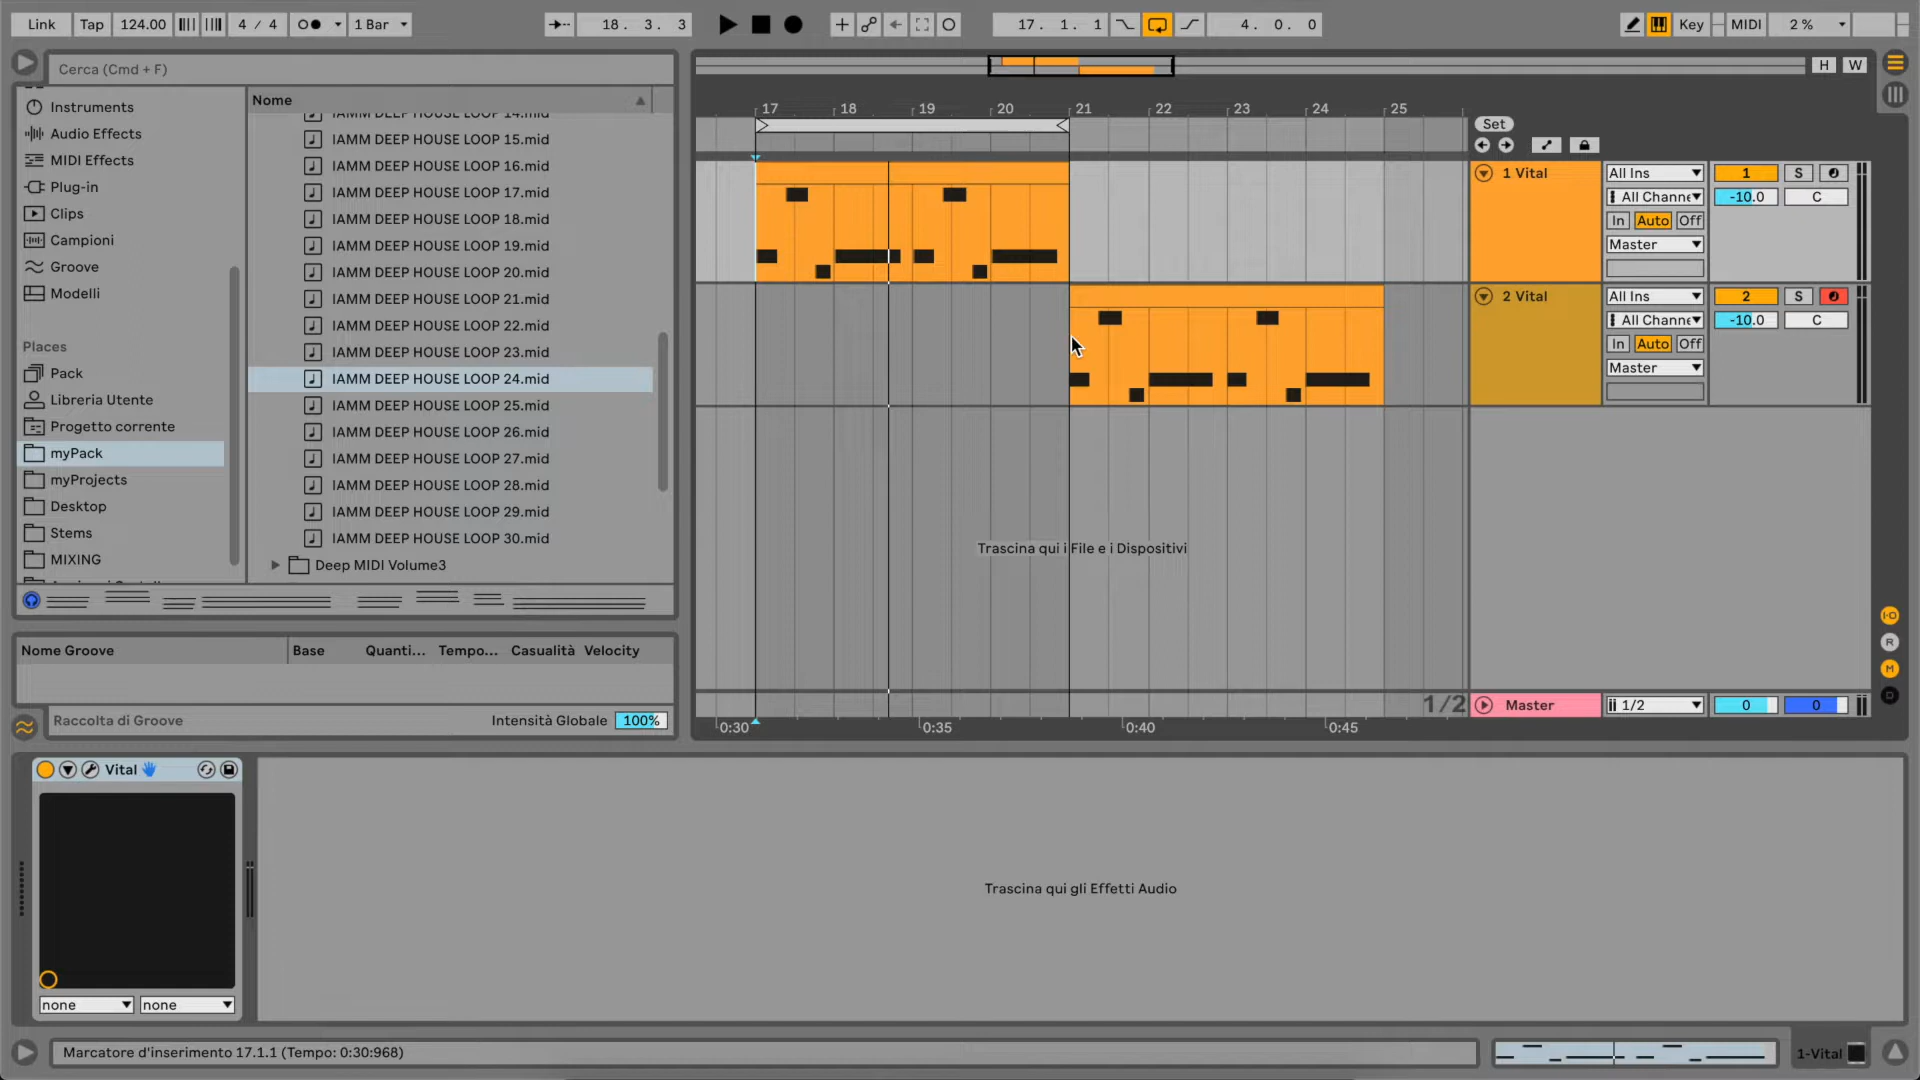 Link Tap 124.00 4 / 4 1 Bar 18. 3. 3 17. 1. 1 4. 0. 0 Key MIDI 2 %
Cerca (Cmd + F)
H W
Instruments
Audio Effects
MIDI Effects
Plug-in
Clips
Campioni
Groove
Modelli
Places
Pack
Libreria Utente
Progetto corrente
myPack
myProjects
Desktop
Stems
MIXING
Nome
IAMM DEEP HOUSE LOOP 14.mid
IAMM DEEP HOUSE LOOP 15.mid
IAMM DEEP HOUSE LOOP 16.mid
IAMM DEEP HOUSE LOOP 17.mid
IAMM DEEP HOUSE LOOP 18.mid
IAMM DEEP HOUSE LOOP 19.mid
IAMM DEEP HOUSE LOOP 20.mid
IAMM DEEP HOUSE LOOP 21.mid
IAMM DEEP HOUSE LOOP 22.mid
IAMM DEEP HOUSE LOOP 23.mid
IAMM DEEP HOUSE LOOP 24.mid
IAMM DEEP HOUSE LOOP 25.mid
IAMM DEEP HOUSE LOOP 26.mid
IAMM DEEP HOUSE LOOP 27.mid
IAMM DEEP HOUSE LOOP 28.mid
IAMM DEEP HOUSE LOOP 29.mid
IAMM DEEP HOUSE LOOP 30.mid
Deep MIDI Volume3
Nome Groove Base Quanti... Tempo... Casualità Velocity
Raccolta di Groove Intensità Globale 100%
17 18 19 20 21 22 23 24 25
Set
1 Vital All Ins 1 S
All Channe -10.0 C
In Auto Off
Master
2 Vital All Ins 2 S
All Channe -10.0 C
In Auto Off
Master
Trascina qui i File e i Dispositivi
I·O
R
M
D
1/2 Master 1/2 0 0
0:30 0:35 0:40 0:45
Vital
none none
Trascina qui gli Effetti Audio
Marcatore d'inserimento 17.1.1 (Tempo: 0:30:968)
1-Vital